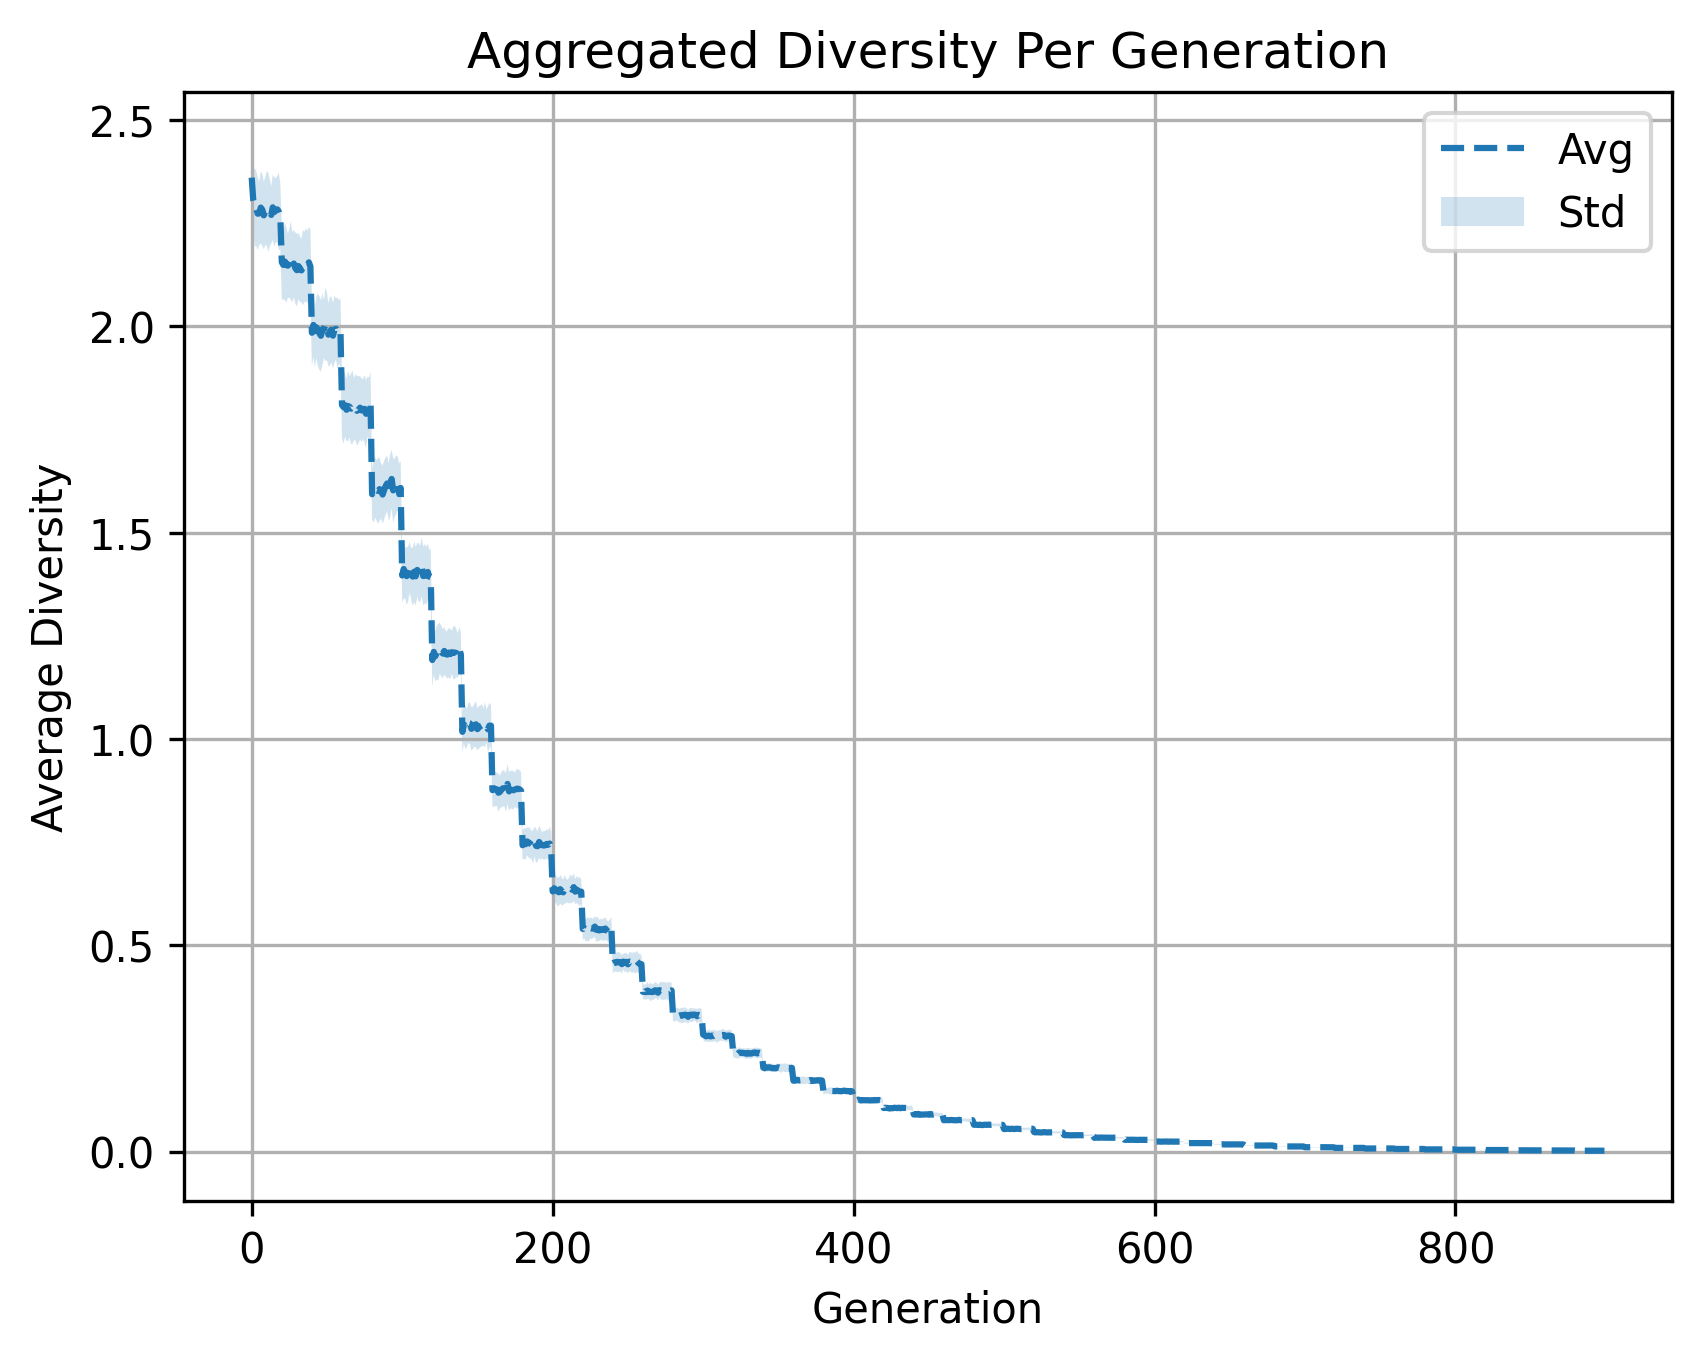 Aggregated Diversity Per Generation
2.5
2.0
1.5
1.0
0.5
0.0
Average Diversity
Avg
Std
0 200 400 600 800
Generation